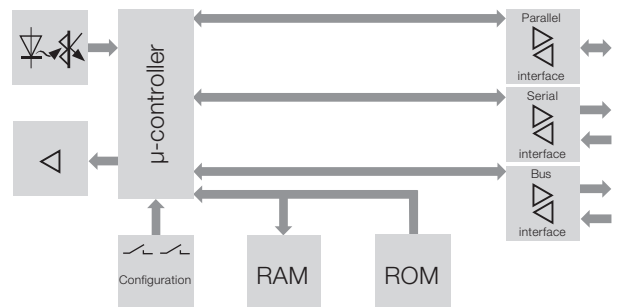 Parallel
interface
µ-controller
Serial
interface
Bus
interface
Configuration
RAM
ROM